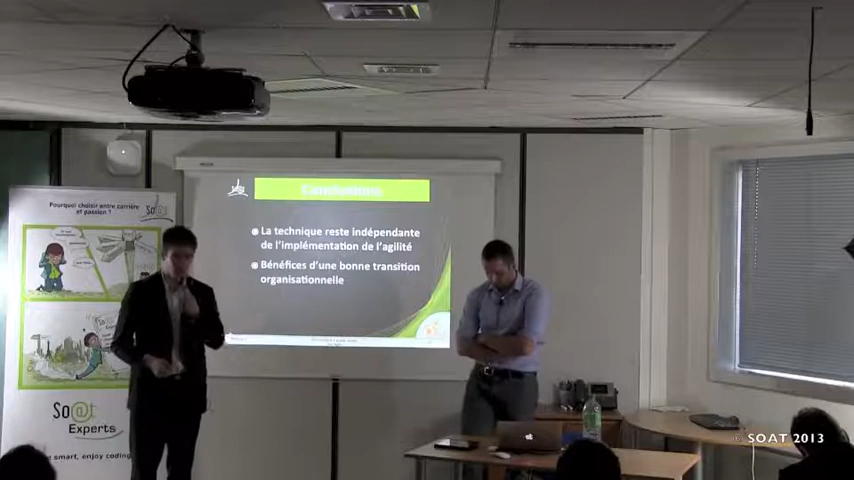 Pourquoi choisir entre carrière
et passion ?
Conclusions
La technique reste indépendante
de l'implémentation de l'agilité
Bénéfices d'une bonne transition
organisationnelle
So@t
Experts
smart, enjoy coding
© SOAT 2013